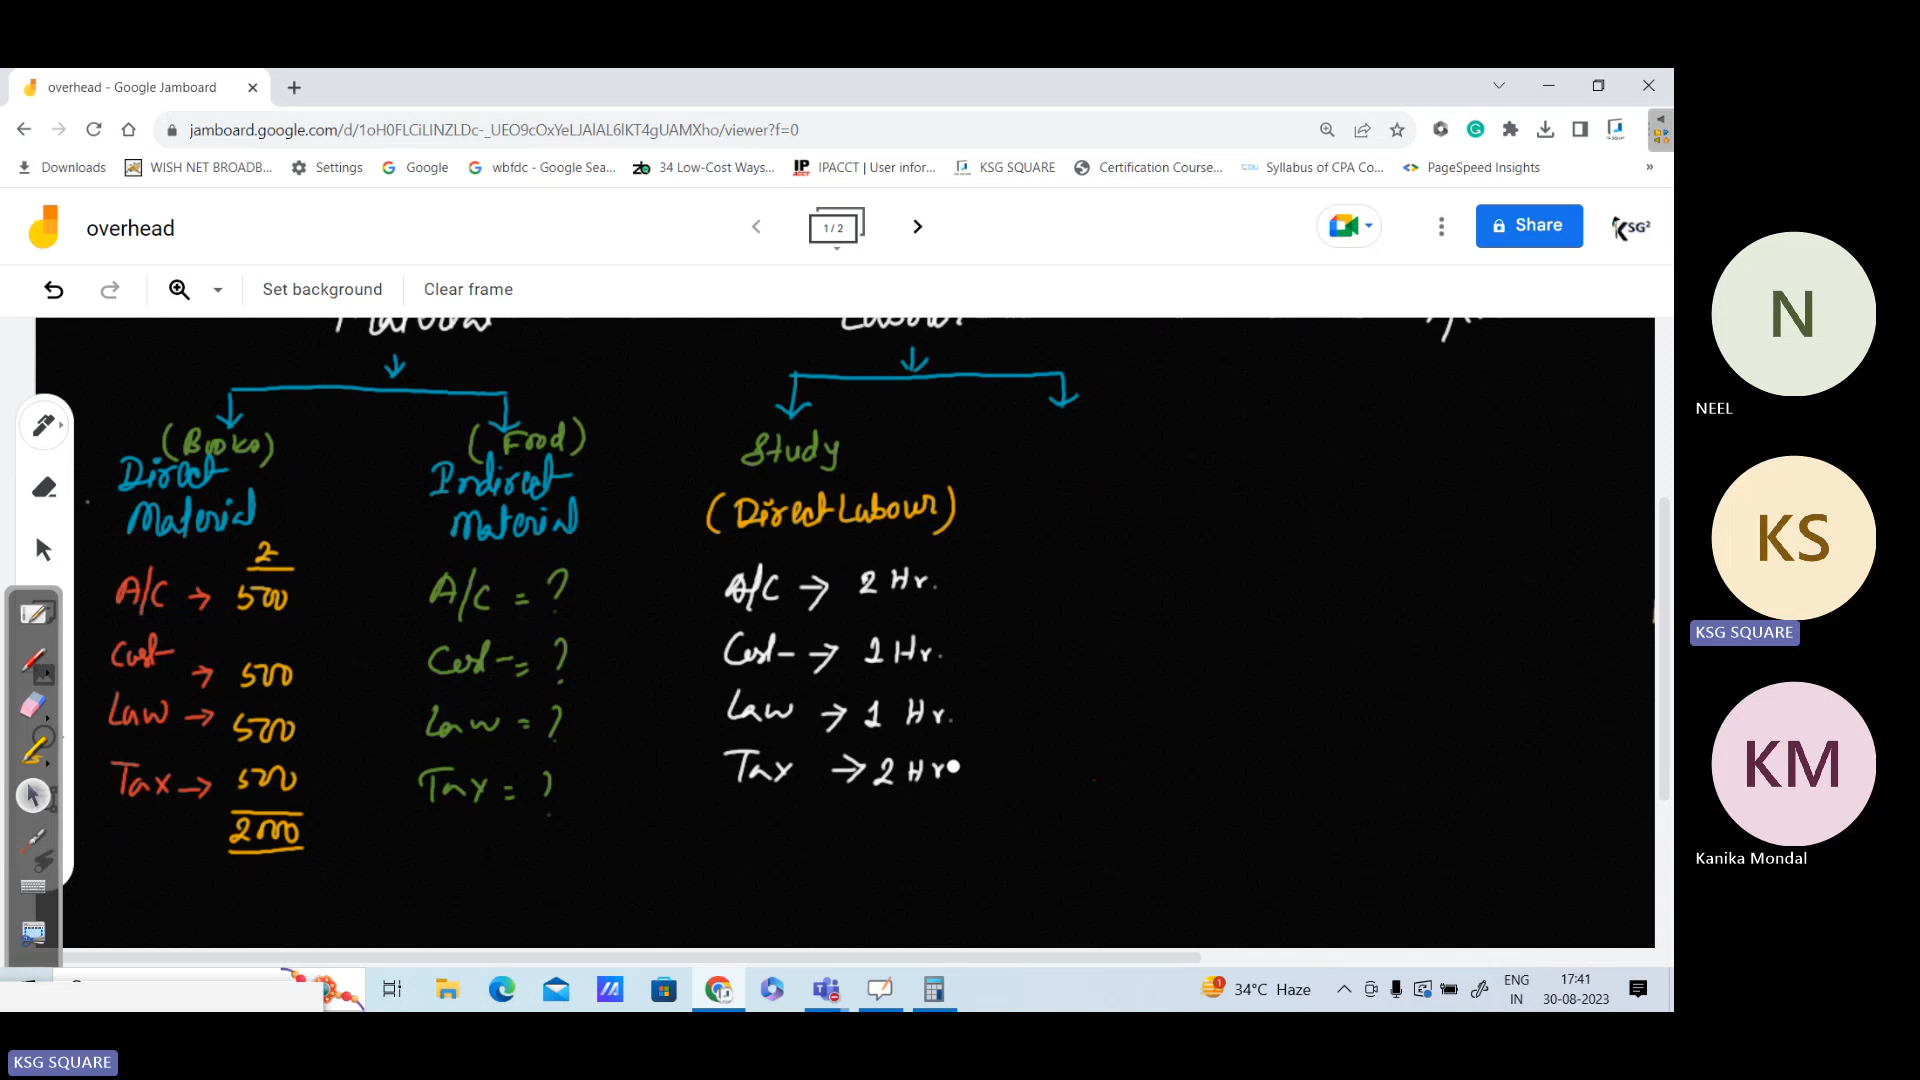 overhead - Google Jamboard
jamboard.google.com/d/1oH0FLCiLINZLDc-_UEO9cOxYeLJAlAL6lKT4gUAMXho/viewer?f=0
Downloads WISH NET BROADB... Settings Google wbfdc - Google Sea... 34 Low-Cost Ways... IPACCT | User infor... KSG SQUARE Certification Course... Syllabus of CPA Co... PageSpeed Insights »
overhead
1 / 2
Share
KSG²
Set background Clear frame
Material Labour
(Books) (Food) Study
Direct Material
Indirect Material
(Direct Labour)
₹
A/C → 500 A/C = ? A/C → 2 Hr.
Cost → 500 Cost = ? Cost → 2 Hr.
Law → 500 Law = ? Law → 1 Hr.
Tax → 500 Tax = ? Tax → 2 Hr
2000
N
NEEL
KS
KSG SQUARE
KM
Kanika Mondal
34°C Haze
ENG
IN
17:41
30-08-2023
KSG SQUARE